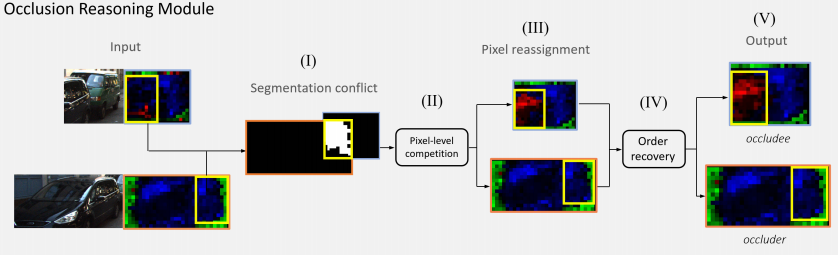 Occlusion Reasoning Module
Input
(I)
Segmentation conflict
(II)
Pixel-level
competition
(III)
Pixel reassignment
(IV)
Order
recovery
(V)
Output
occludee
occluder